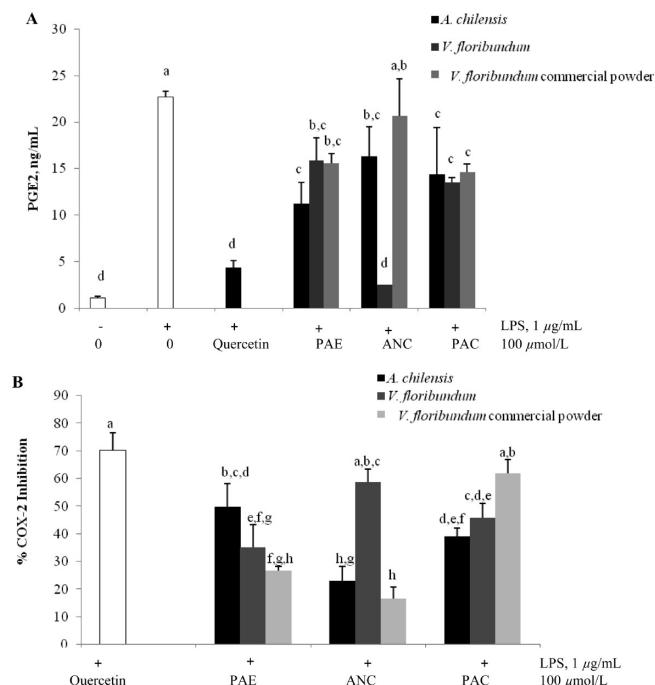 A
A. chilensis
V. floribundum
V. floribundum commercial powder
PGE2, ng/mL
30
25
20
15
10
5
0
d
a
d
c
b,c
b,c
b,c
d
a,b
c
c
c
- + + + + + LPS, 1 µg/mL
0 0 Quercetin PAE ANC PAC 100 µmol/L
B
A. chilensis
V. floribundum
V. floribundum commercial powder
% COX-2 Inhibition
90
80
70
60
50
40
30
20
10
0
a
b,c,d
e,f,g
f,g,h
h,g
a,b,c
h
d,e,f
c,d,e
a,b
+ + + + LPS, 1 µg/mL
Quercetin PAE ANC PAC 100 µmol/L